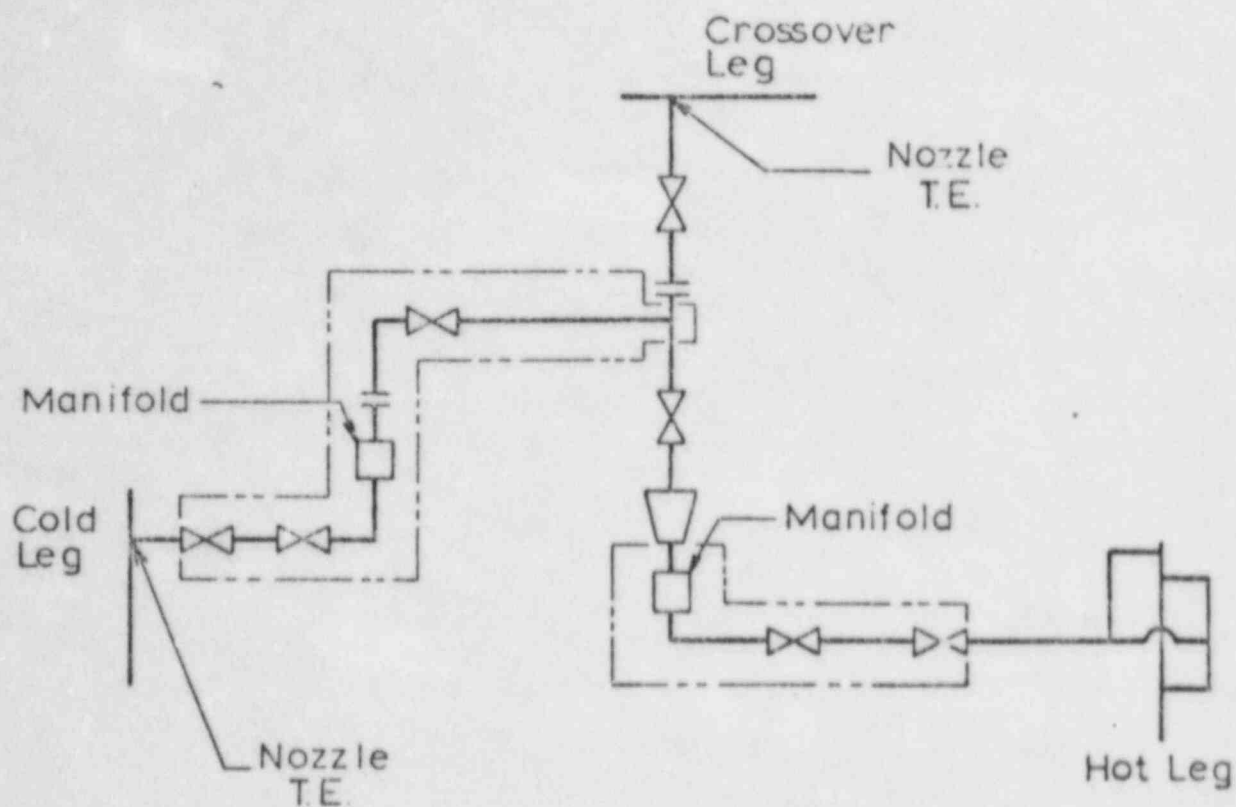 Crossover
Leg
Nozzle
T.E.
Manifold
Cold
Leg
Manifold
Nozzle
T.E.
Hot Leg